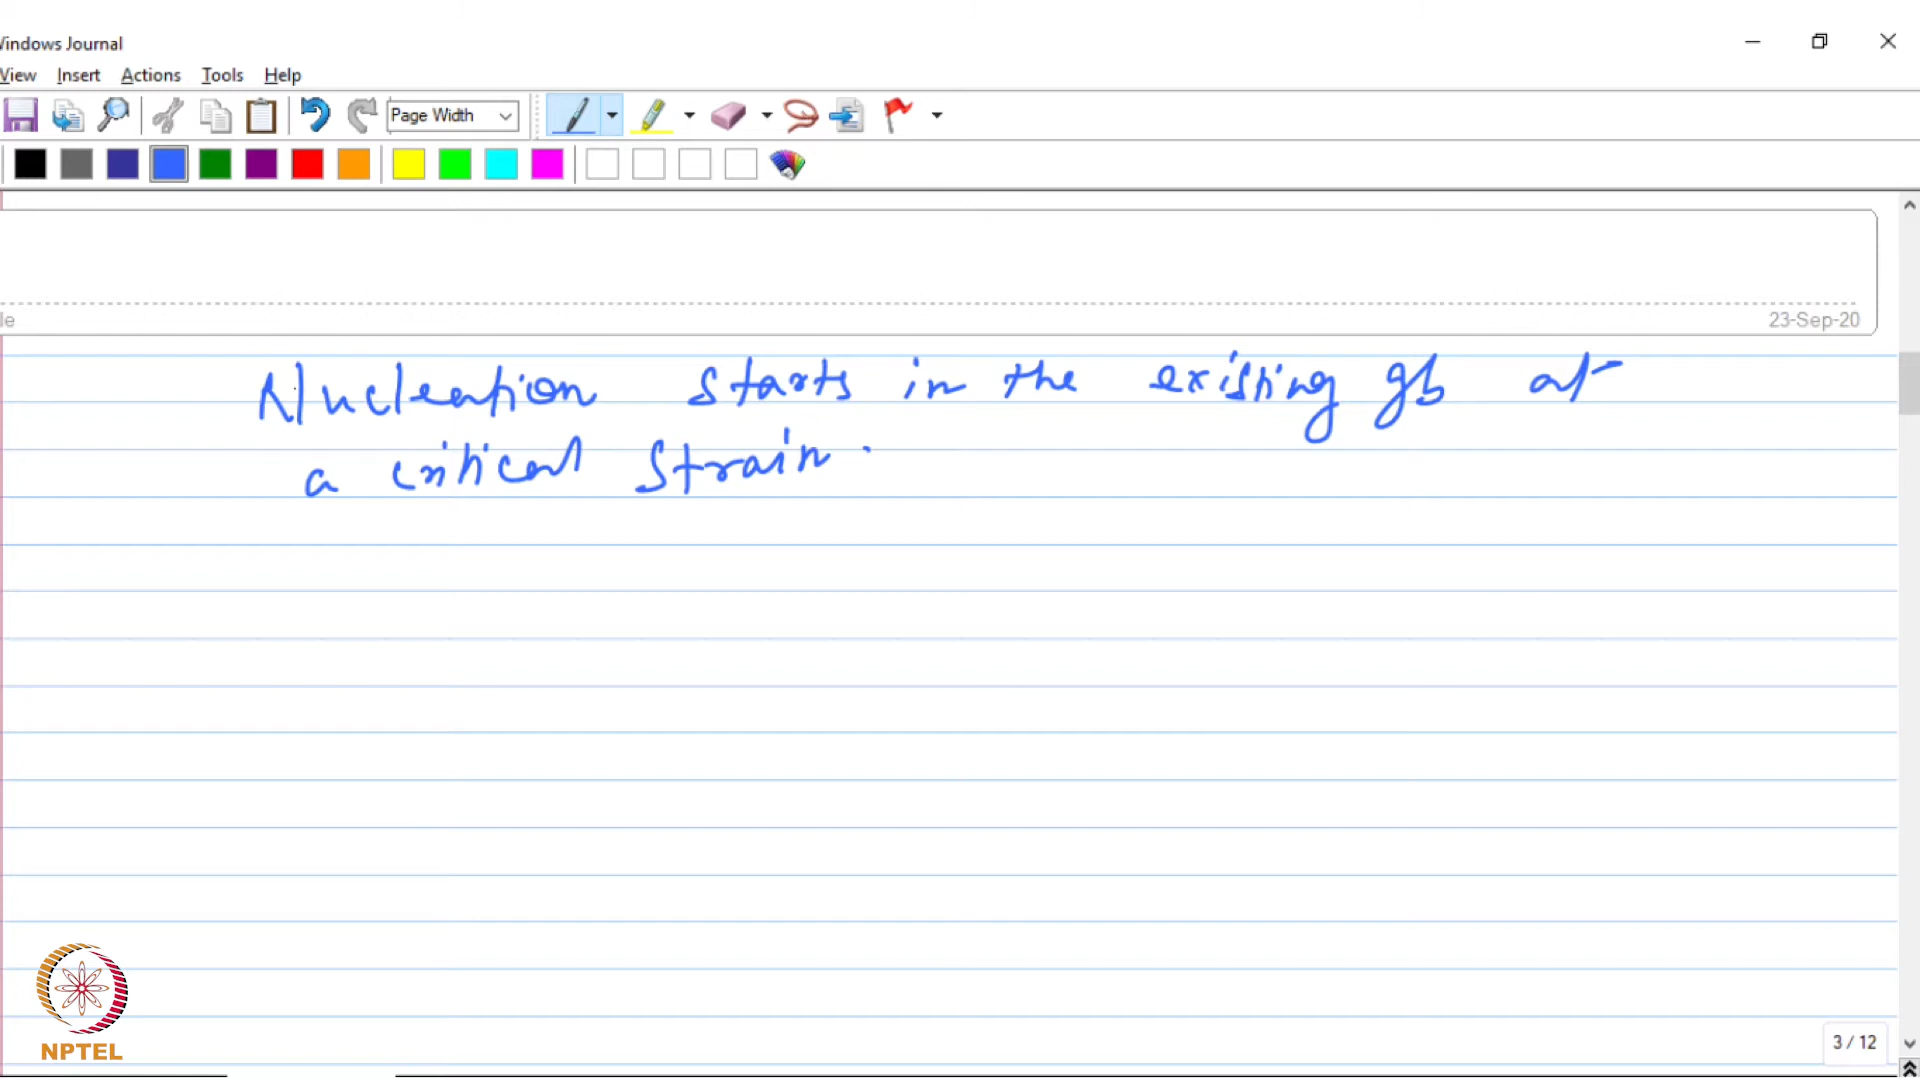 Windows Journal
View Insert Actions Tools Help
Page Width
le
23-Sep-20
Nucleation starts in the existing gb at
a critical strain.
NPTEL
3 / 12